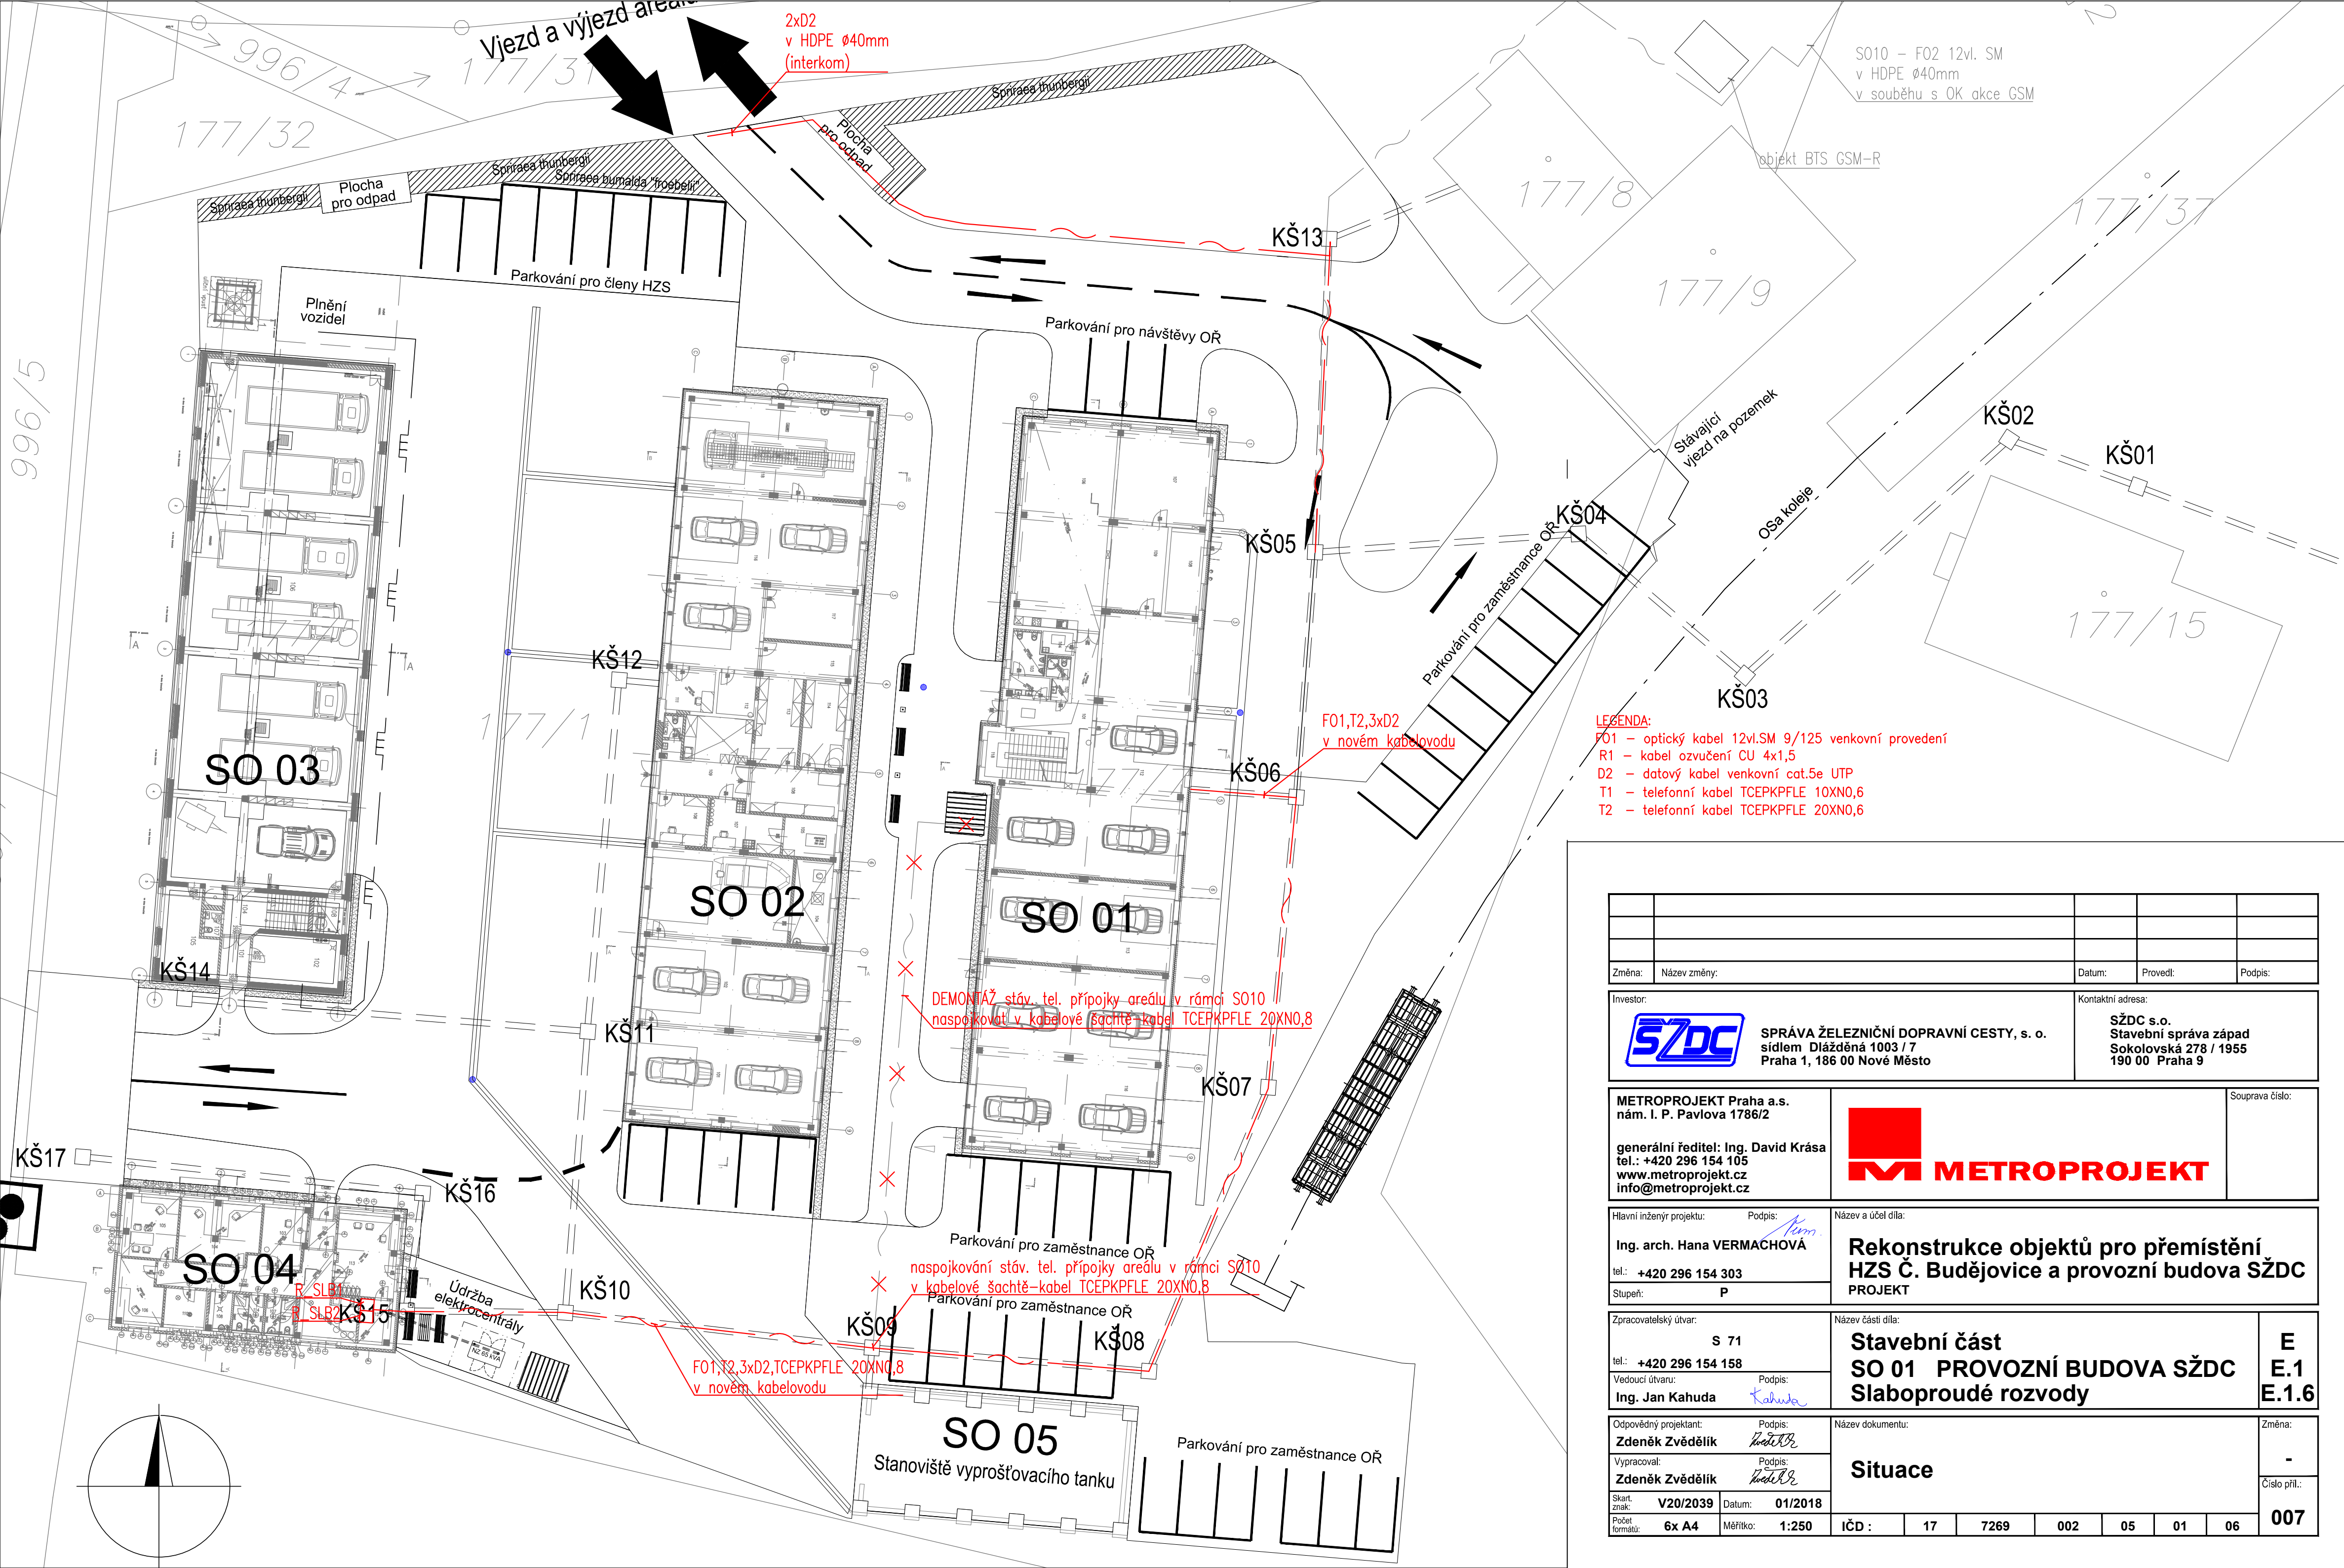 Vjezd a výjezd
2xD2
v HDPE ø40mm
(interkom)
SO10 – FO2 12vl. SM
v HDPE ø40mm
v souběhu s OK akce GSM
objekt BTS GSM–R
996/4
177/31
177/32
177/8
177/9
177/37
996/5
177/15
177/1
Spriraea thunbergii
Spriraea thunbergii
Spriraea thunbergii
Spriraea bumalda "froebelii"
Plocha
pro odpad
Plocha
pro odpad
Parkování pro členy HZS
Plnění
vozidel
Parkování pro návštěvy OŘ
KŠ13
Stávající
vjezd na pozemek
OSa koleje
KŠ02
KŠ01
KŠ04
KŠ05
Parkování pro zaměstnance OŘ
KŠ03
KŠ12
KŠ06
FO1,T2,3xD2
v novém kabelovodu
LEGENDA:
FO1 – optický kabel 12vl.SM 9/125 venkovní provedení
R1 – kabel ozvučení CU 4x1,5
D2 – datový kabel venkovní cat.5e UTP
T1 – telefonní kabel TCEPKPFLE 10XN0,6
T2 – telefonní kabel TCEPKPFLE 20XN0,6
SO 03
SO 02
SO 01
KŠ14
KŠ11
DEMONTÁŽ stáv. tel. přípojky areálu v rámci SO10
naspojkovat v kabelové šachtě–kabel TCEPKPFLE 20XN0,8
KŠ07
KŠ17
KŠ16
SO 04
R_SLB1
R_SLB2
KŠ15
Údržba
elektrocentrály
NZ 65 kVA
KŠ10
Parkování pro zaměstnance OŘ
naspojkování stáv. tel. přípojky areálu v rámci SO10
v kabelové šachtě–kabel TCEPKPFLE 20XN0,8
Parkování pro zaměstnance OŘ
KŠ09
KŠ08
FO1,T2,3xD2,TCEPKPFLE 20XN0,8
v novém kabelovodu
SO 05
Stanoviště vyprošťovacího tanku
Parkování pro zaměstnance OŘ
Změna: Název změny: Datum: Provedl: Podpis:
Investor:
SŽDC
SPRÁVA ŽELEZNIČNÍ DOPRAVNÍ CESTY, s. o.
sídlem Dlážděná 1003 / 7
Praha 1, 186 00 Nové Město
Kontaktní adresa:
SŽDC s.o.
Stavební správa západ
Sokolovská 278 / 1955
190 00 Praha 9
METROPROJEKT Praha a.s.
nám. I. P. Pavlova 1786/2
generální ředitel: Ing. David Krása
tel.: +420 296 154 105
www.metroprojekt.cz
info@metroprojekt.cz
METROPROJEKT
Souprava číslo:
Hlavní inženýr projektu: Podpis:
Ing. arch. Hana VERMACHOVÁ
tel.: +420 296 154 303
Stupeň: P
Název a účel díla:
Rekonstrukce objektů pro přemístění
HZS Č. Budějovice a provozní budova SŽDC
PROJEKT
Zpracovatelský útvar:
S 71
tel.: +420 296 154 158
Vedoucí útvaru: Podpis:
Ing. Jan Kahuda Kahuda
Název části díla:
Stavební část
SO 01 PROVOZNÍ BUDOVA SŽDC
Slaboproudé rozvody
E
E.1
E.1.6
Odpovědný projektant: Podpis:
Zdeněk Zvědělík
Vypracoval: Podpis:
Zdeněk Zvědělík
Skart. znak: V20/2039 Datum: 01/2018
Počet formátů: 6x A4 Měřítko: 1:250
Název dokumentu:
Situace
Změna:
-
Číslo příl.:
007
IČD : 17 7269 002 05 01 06